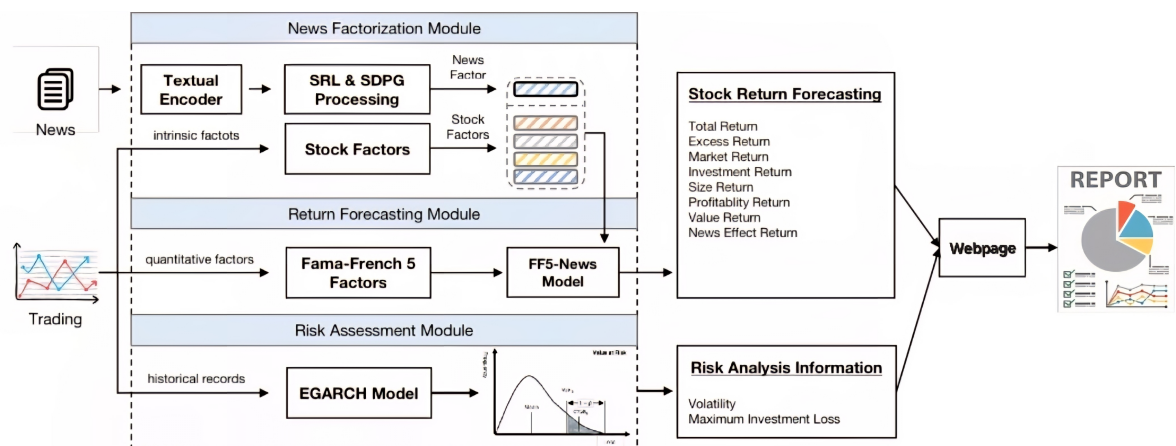 News Factorization Module
News
Textual
Encoder
SRL & SDPG
Processing
News
Factor
intrinsic factots
Stock Factors
Stock
Factors
Return Forecasting Module
Trading
quantitative factors
Fama-French 5
Factors
FF5-News
Model
Risk Assessment Module
historical records
EGARCH Model
Value at Risk
Frequency
Mean
Stock Return Forecasting
Total Return
Excess Return
Market Return
Investment Return
Size Return
Profitablity Return
Value Return
News Effect Return
Risk Analysis Information
Volatility
Maximum Investment Loss
Webpage
REPORT